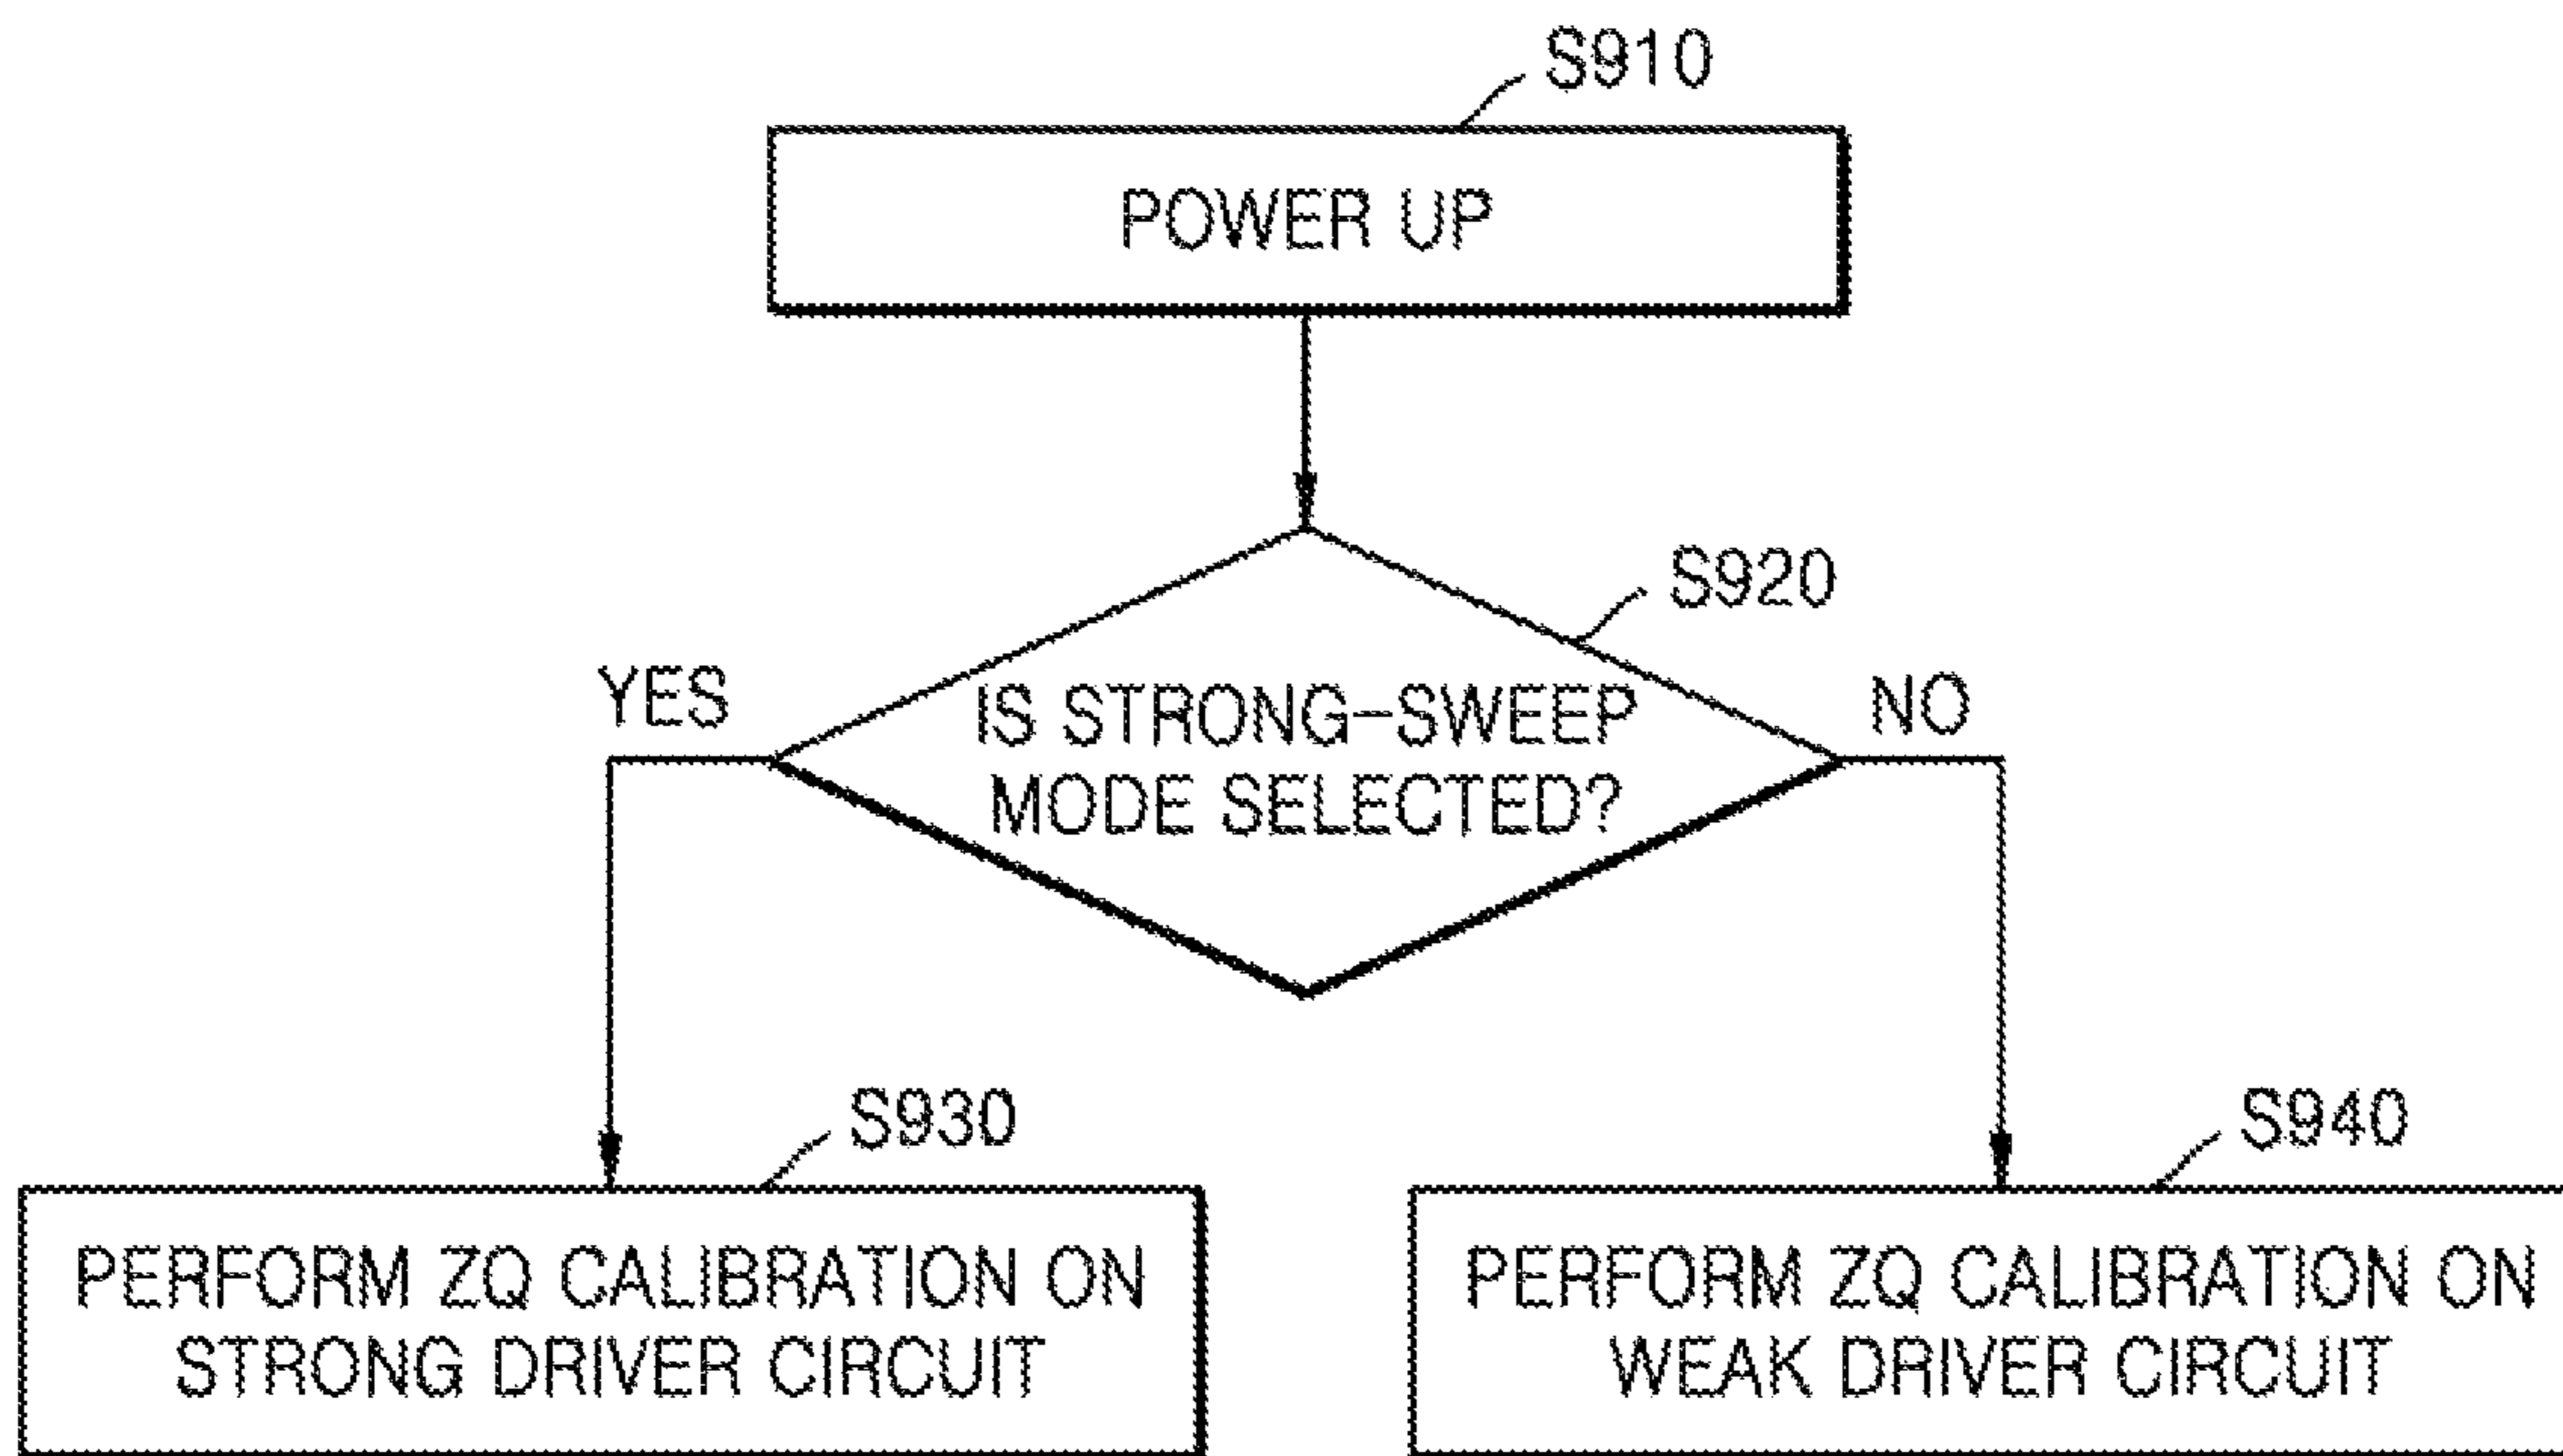 S910
POWER UP
S920
YES
NO
IS STRONG-SWEEP
MODE SELECTED?
S930
S940
PERFORM ZQ CALIBRATION ON
STRONG DRIVER CIRCUIT
PERFORM ZQ CALIBRATION ON
WEAK DRIVER CIRCUIT